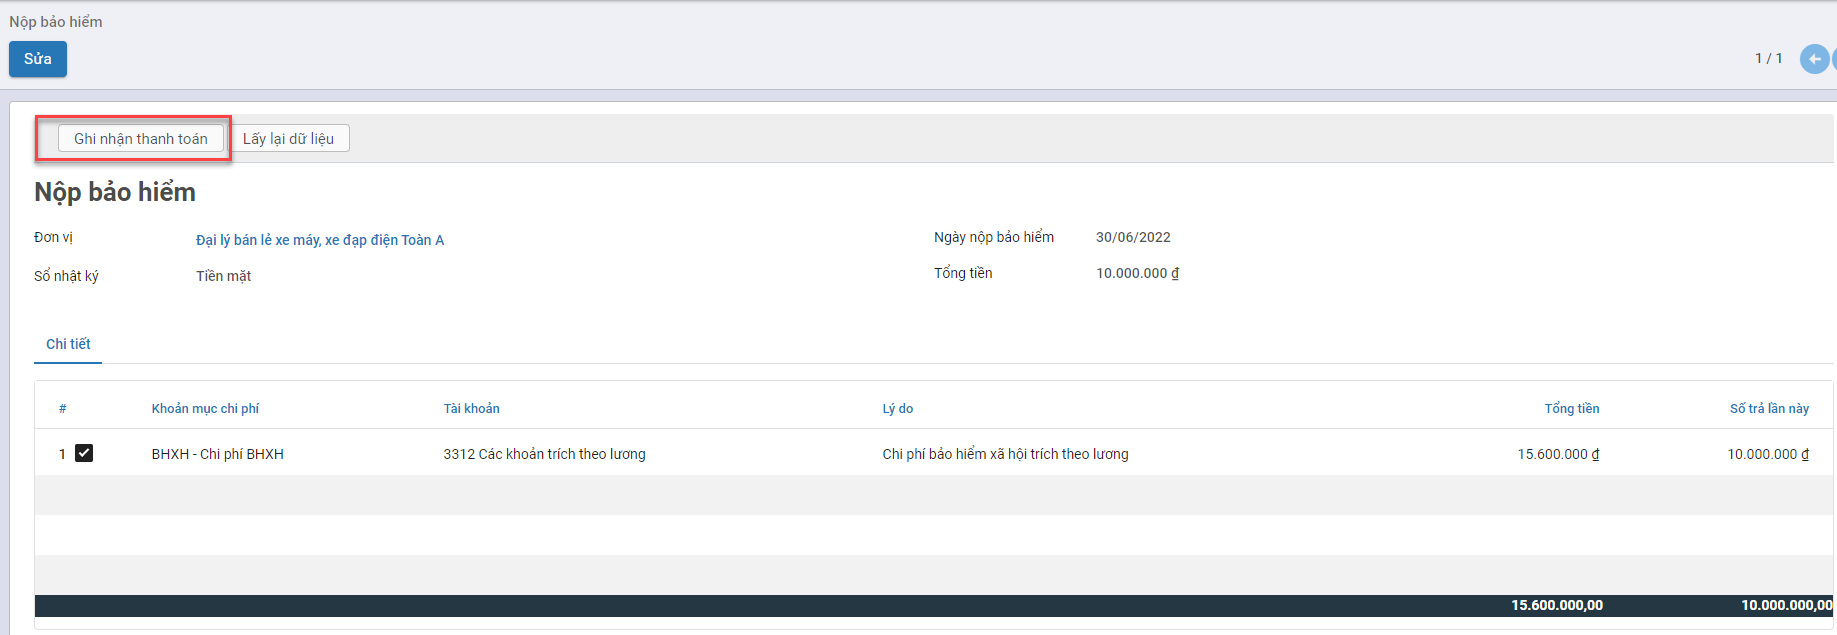 Nộp bảo hiểm
Sửa
1 / 1
Ghi nhận thanh toán
Lấy lại dữ liệu
Nộp bảo hiểm
Đơn vị
Đại lý bán lẻ xe máy, xe đạp điện Toàn A
Ngày nộp bảo hiểm
30/06/2022
Sổ nhật ký
Tiền mặt
Tổng tiền
10.000.000 ₫
Chi tiết
# Khoản mục chi phí Tài khoản Lý do Tổng tiền Số trả lần này
1 BHXH - Chi phí BHXH 3312 Các khoản trích theo lương Chi phí bảo hiểm xã hội trích theo lương 15.600.000 ₫ 10.000.000 ₫
15.600.000,00 10.000.000,00